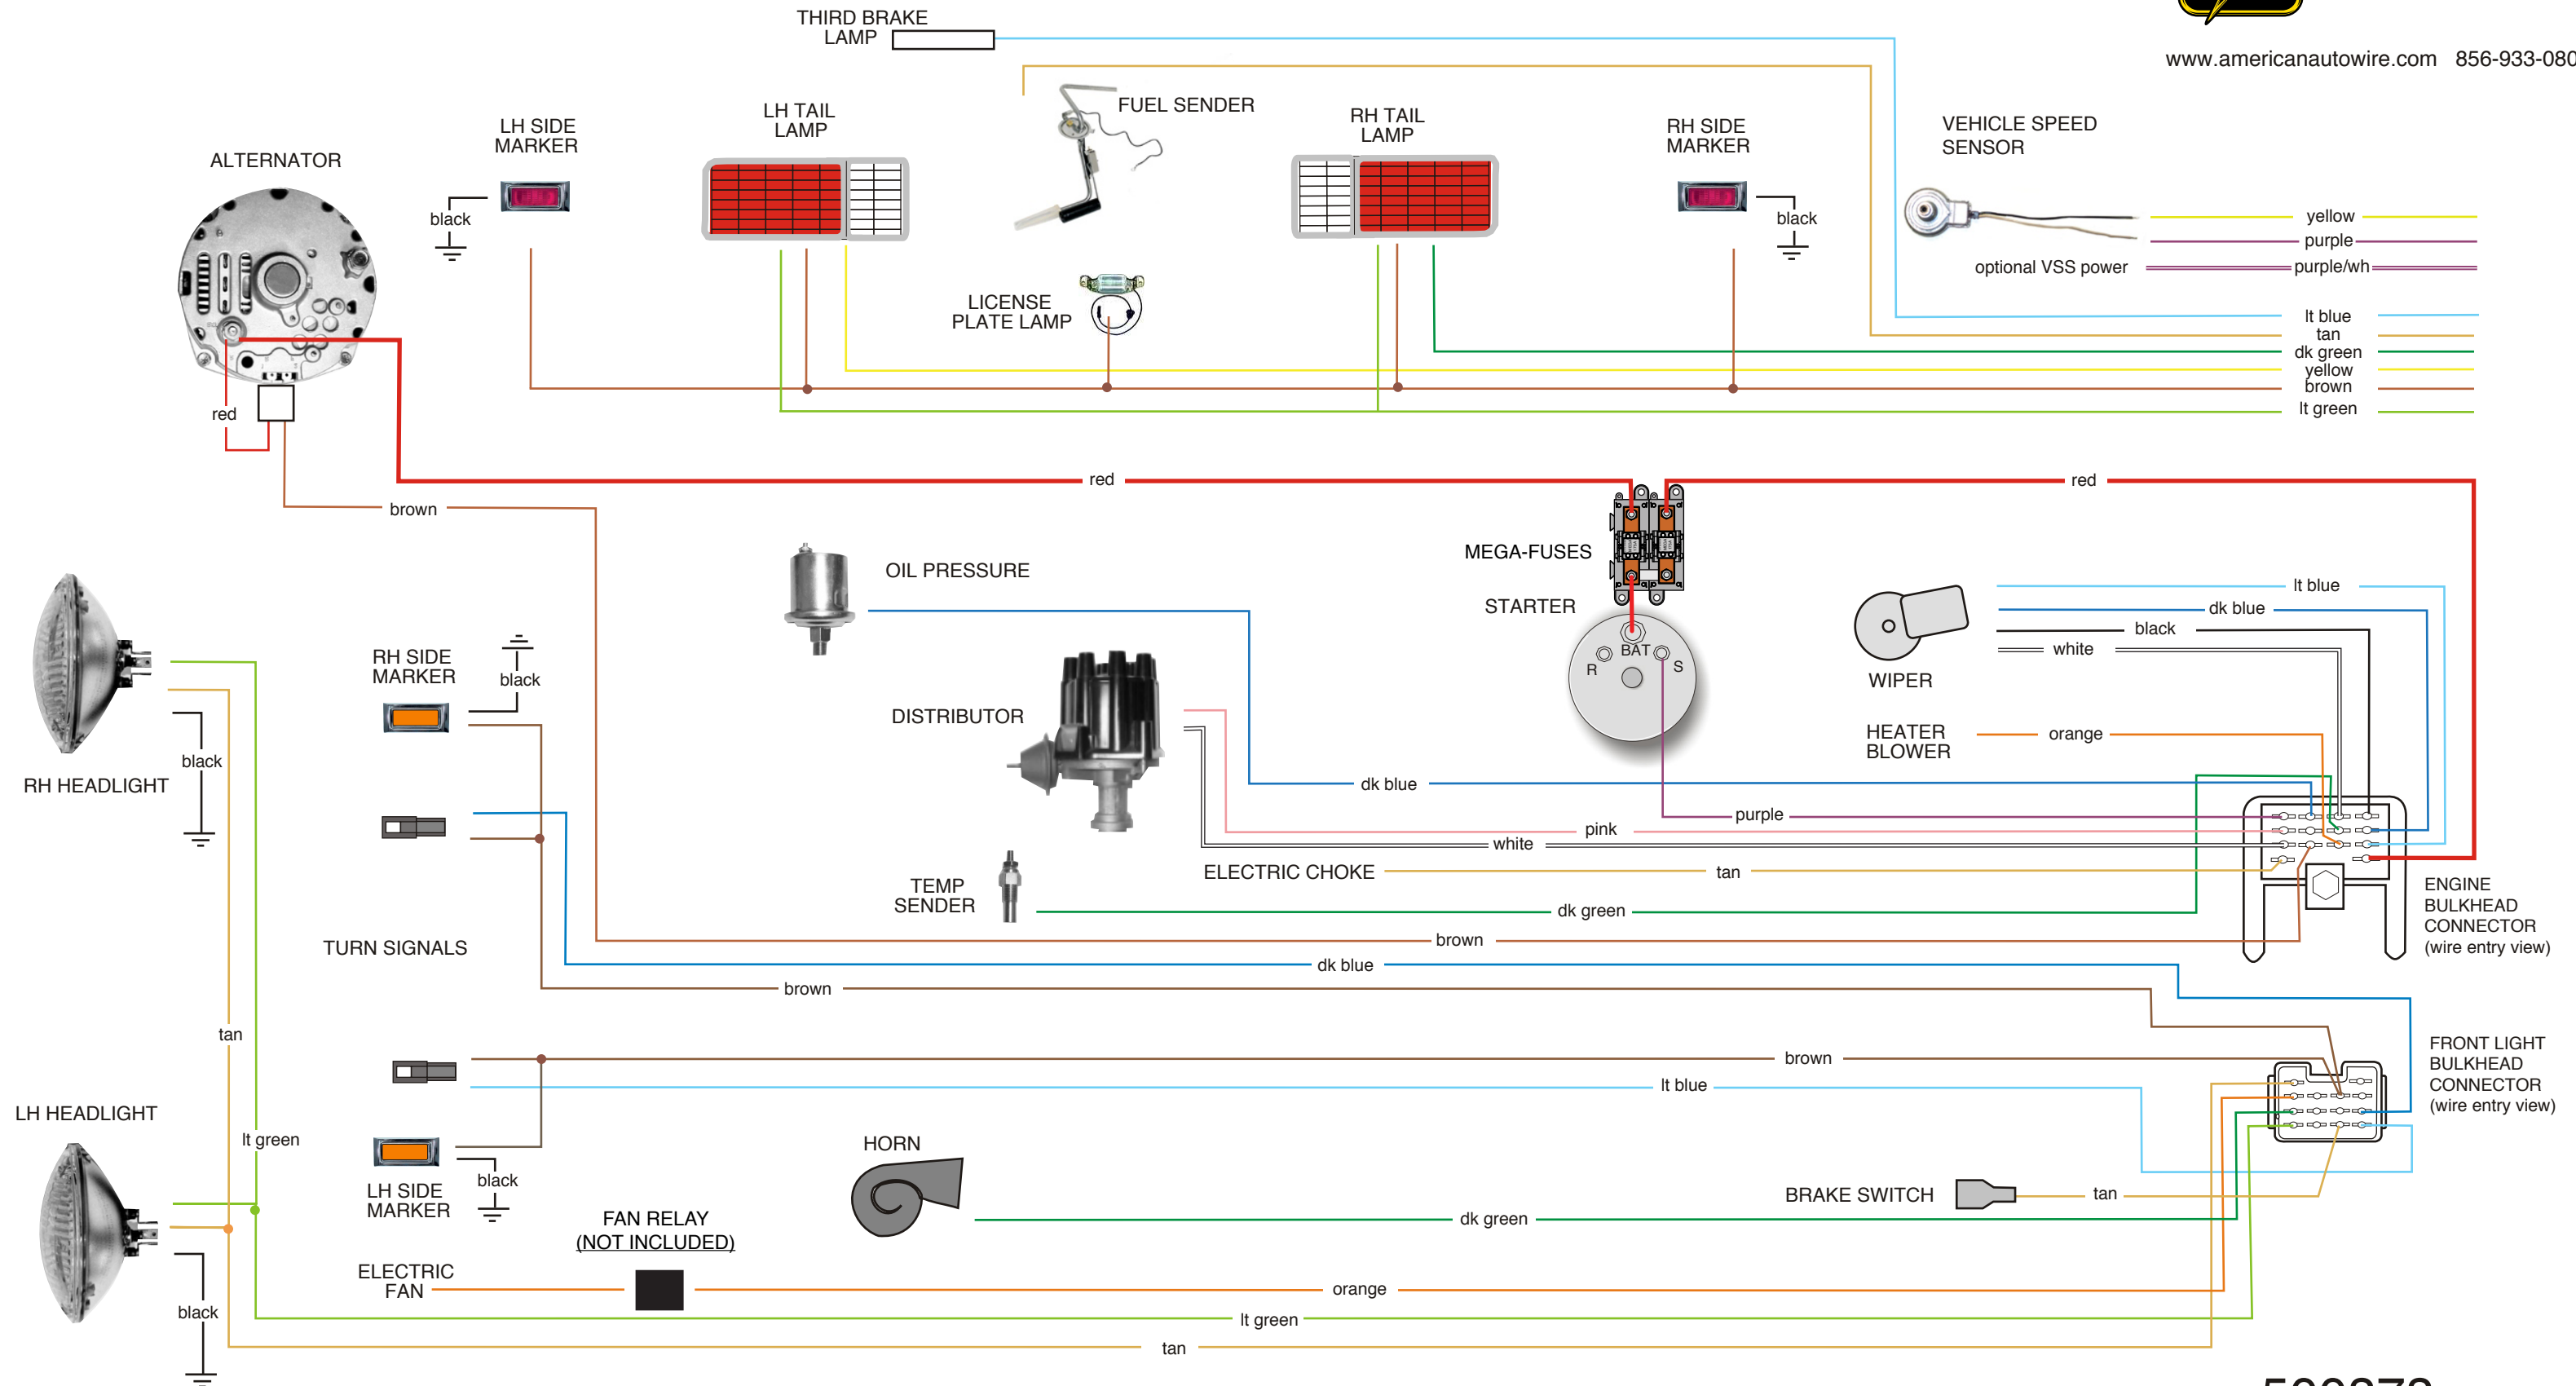 THIRD BRAKE
LAMP
www.americanautowire.com 856-933-080
FUEL SENDER
LH TAIL
LAMP
RH TAIL
LAMP
LH SIDE
MARKER
RH SIDE
MARKER
VEHICLE SPEED
SENSOR
ALTERNATOR
black
black
yellow
purple
optional VSS power
purple/wh
LICENSE
PLATE LAMP
lt blue
tan
dk green
yellow
brown
lt green
red
red
red
brown
MEGA-FUSES
OIL PRESSURE
STARTER
BAT
R
S
lt blue
dk blue
black
white
WIPER
RH SIDE
MARKER
black
DISTRIBUTOR
HEATER
BLOWER
orange
black
RH HEADLIGHT
dk blue
purple
pink
white
ELECTRIC CHOKE
tan
TEMP
SENDER
dk green
ENGINE
BULKHEAD
CONNECTOR
(wire entry view)
TURN SIGNALS
brown
dk blue
brown
tan
brown
lt blue
FRONT LIGHT
BULKHEAD
CONNECTOR
(wire entry view)
LH HEADLIGHT
lt green
HORN
black
LH SIDE
MARKER
BRAKE SWITCH
tan
FAN RELAY
(NOT INCLUDED)
dk green
ELECTRIC
FAN
orange
black
lt green
tan